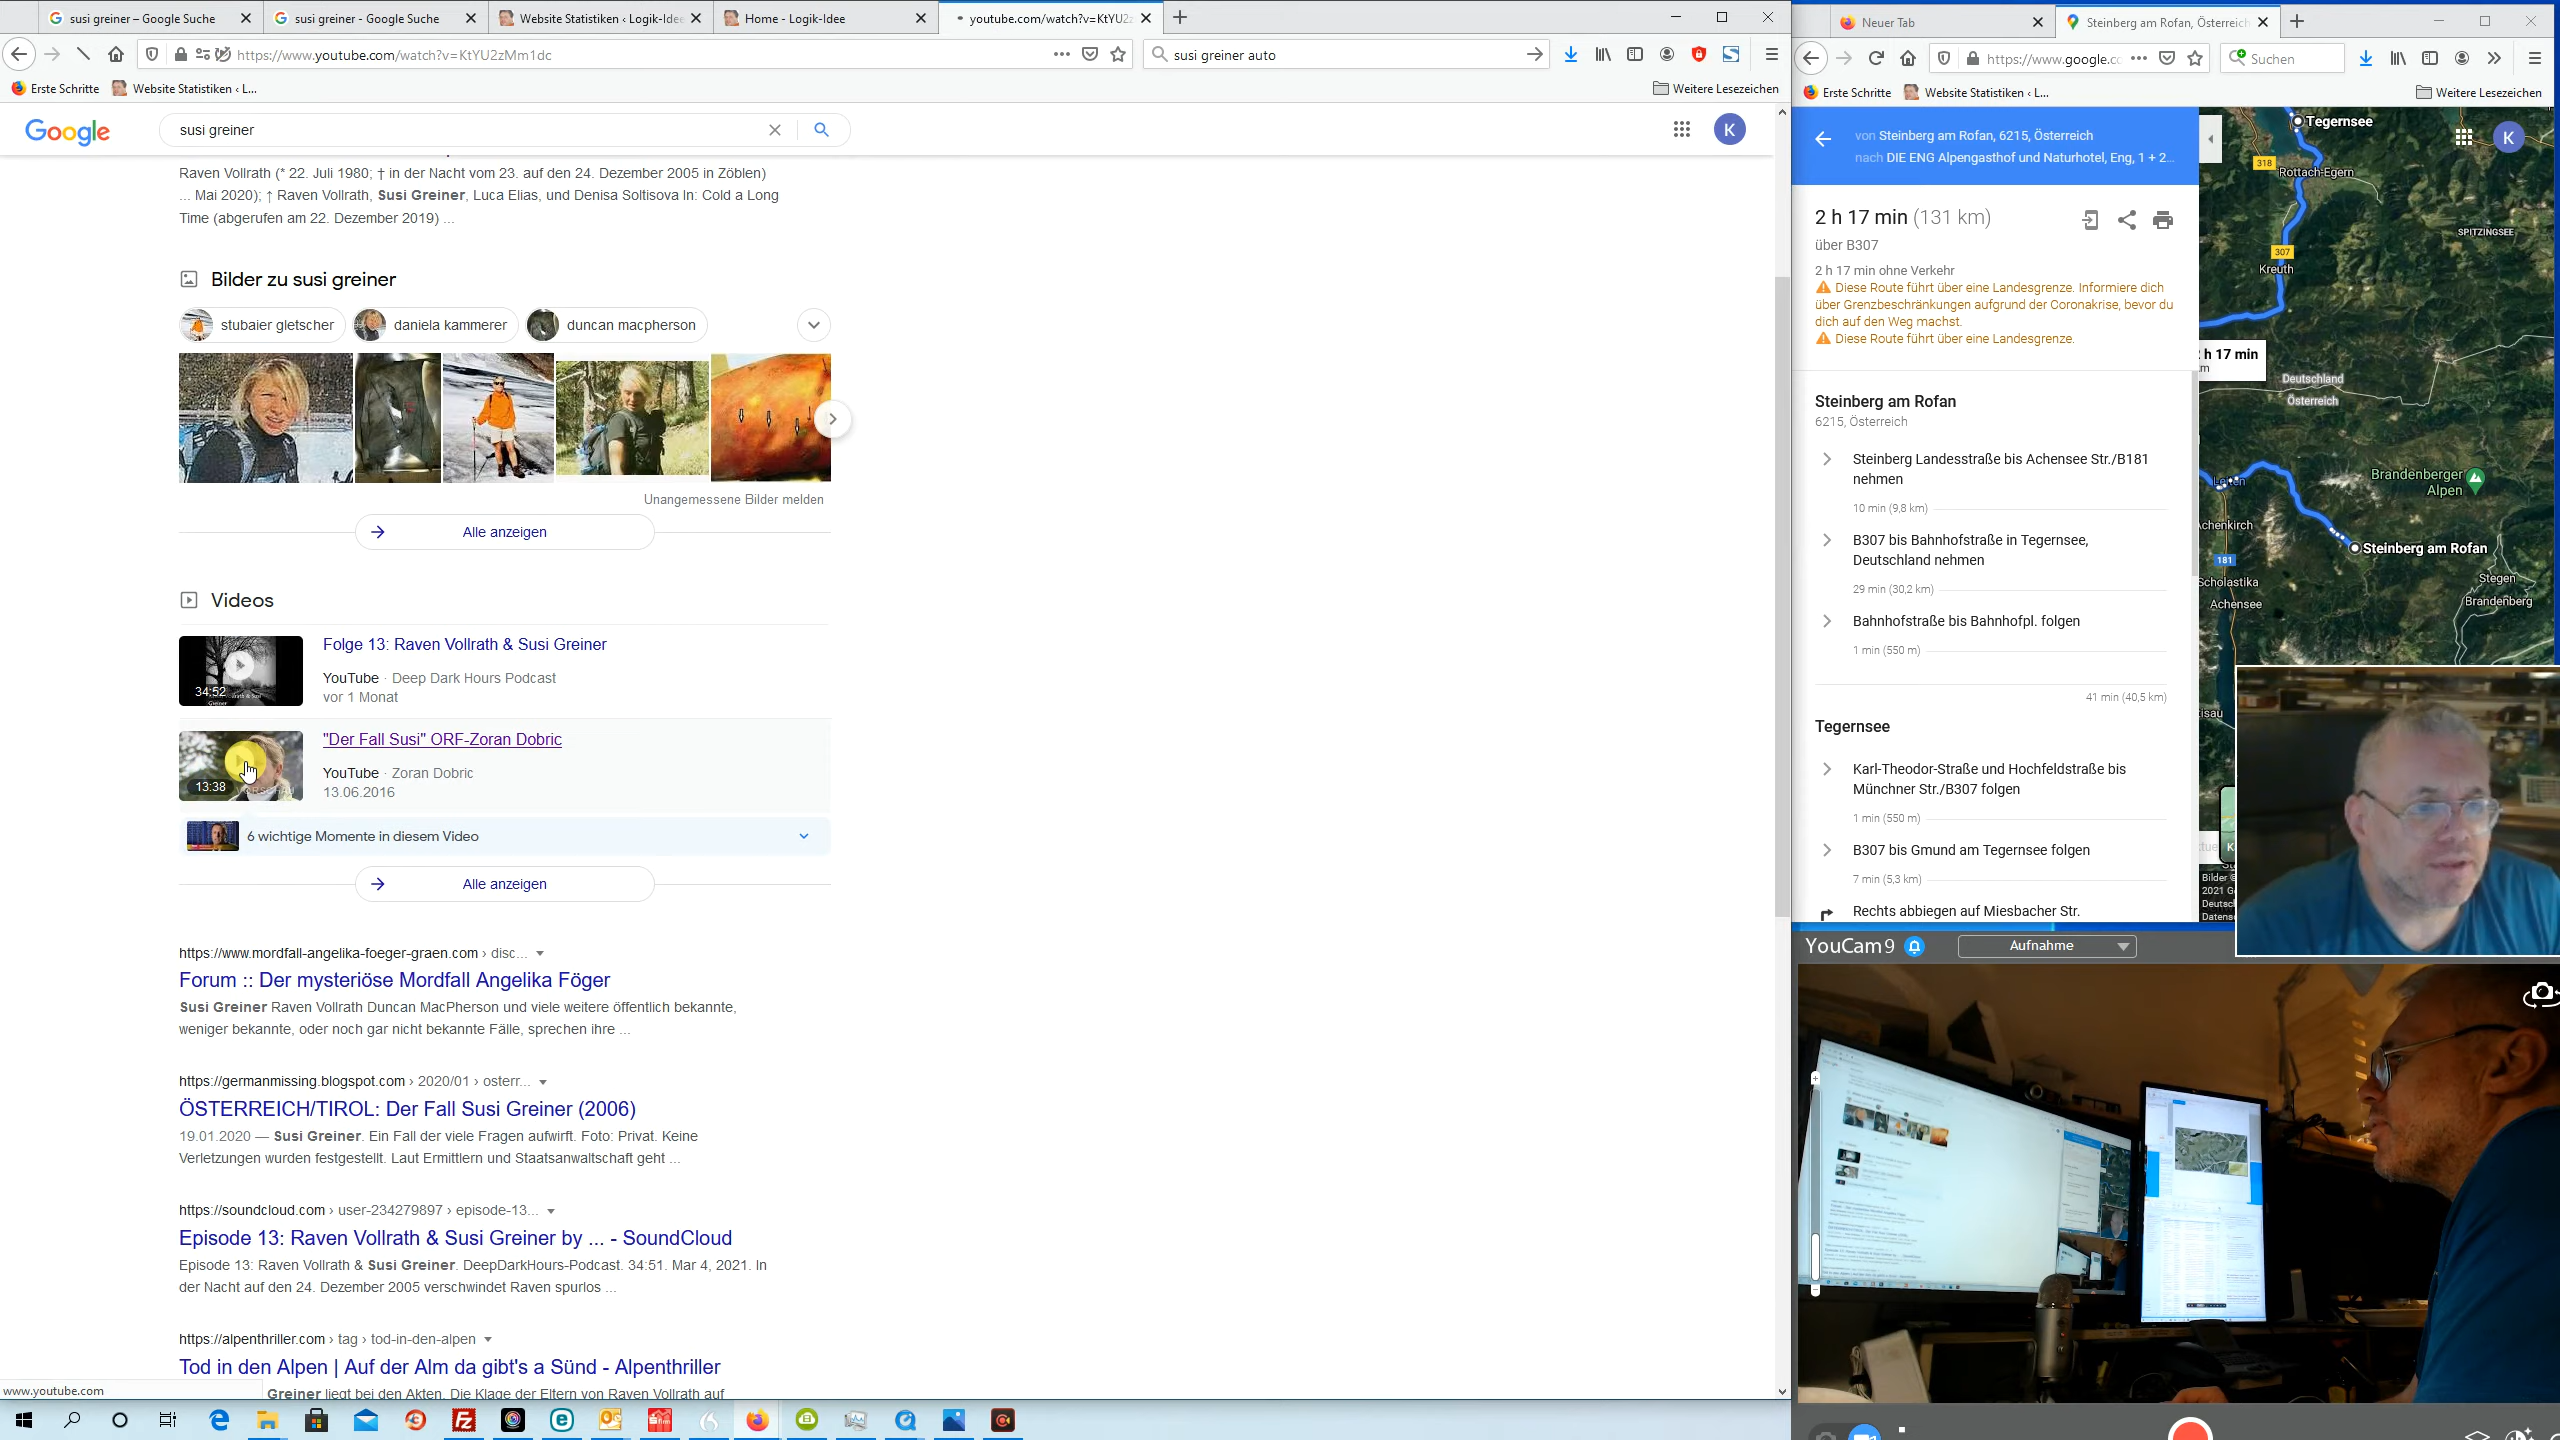 susi greiner – Google Suche
susi greiner - Google Suche
Website Statistiken ‹ Logik-Idee
Home - Logik-Idee
youtube.com/watch?v=KtYU2z
https://www.youtube.com/watch?v=KtYU2zMm1dc
susi greiner auto
Erste Schritte
Website Statistiken ‹ L...
Weitere Lesezeichen
Google
susi greiner
K
Raven Vollrath (* 22. Juli 1980; † in der Nacht vom 23. auf den 24. Dezember 2005 in Zöblen)
... Mai 2020); ↑ Raven Vollrath, Susi Greiner, Luca Elias, und Denisa Soltisova In: Cold a Long
Time (abgerufen am 22. Dezember 2019) ...
Bilder zu susi greiner
stubaier gletscher
daniela kammerer
duncan macpherson
Unangemessene Bilder melden
Alle anzeigen
Videos
34:52
Folge 13: Raven Vollrath & Susi Greiner
YouTube · Deep Dark Hours Podcast
vor 1 Monat
13:38
"Der Fall Susi" ORF-Zoran Dobric
YouTube · Zoran Dobric
13.06.2016
6 wichtige Momente in diesem Video
Alle anzeigen
https://www.mordfall-angelika-foeger-graen.com › disc...
Forum :: Der mysteriöse Mordfall Angelika Föger
Susi Greiner Raven Vollrath Duncan MacPherson und viele weitere öffentlich bekannte,
weniger bekannte, oder noch gar nicht bekannte Fälle, sprechen ihre ...
https://germanmissing.blogspot.com › 2020/01 › osterr...
ÖSTERREICH/TIROL: Der Fall Susi Greiner (2006)
19.01.2020 — Susi Greiner. Ein Fall der viele Fragen aufwirft. Foto: Privat. Keine
Verletzungen wurden festgestellt. Laut Ermittlern und Staatsanwaltschaft geht ...
https://soundcloud.com › user-234279897 › episode-13...
Episode 13: Raven Vollrath & Susi Greiner by ... - SoundCloud
Episode 13: Raven Vollrath & Susi Greiner. DeepDarkHours-Podcast. 34:51. Mar 4, 2021. In
der Nacht auf den 24. Dezember 2005 verschwindet Raven spurlos ...
https://alpenthriller.com › tag › tod-in-den-alpen
Tod in den Alpen | Auf der Alm da gibt's a Sünd - Alpenthriller
Greiner liegt bei den Akten. Die Klage der Eltern von Raven Vollrath auf
www.youtube.com
Neuer Tab
Steinberg am Rofan, Österreich
https://www.google.cc
Suchen
Erste Schritte
Website Statistiken ‹ L...
Weitere Lesezeichen
von Steinberg am Rofan, 6215, Österreich
nach DIE ENG Alpengasthof und Naturhotel, Eng, 1 + 2...
2 h 17 min (131 km)
über B307
2 h 17 min ohne Verkehr
Diese Route führt über eine Landesgrenze. Informiere dich
über Grenzbeschränkungen aufgrund der Coronakrise, bevor du
dich auf den Weg machst.
Diese Route führt über eine Landesgrenze.
Steinberg am Rofan
6215, Österreich
Steinberg Landesstraße bis Achensee Str./B181
nehmen
10 min (9,8 km)
B307 bis Bahnhofstraße in Tegernsee,
Deutschland nehmen
29 min (30,2 km)
Bahnhofstraße bis Bahnhofpl. folgen
1 min (550 m)
41 min (40,5 km)
Tegernsee
Karl-Theodor-Straße und Hochfeldstraße bis
Münchner Str./B307 folgen
1 min (550 m)
B307 bis Gmund am Tegernsee folgen
7 min (5,3 km)
Rechts abbiegen auf Miesbacher Str.
Tegernsee
K
318
Rottach-Egern
SPITZINGSEE
307
Kreuth
h 17 min
Deutschland
Österreich
Brandenberger
Alpen
Achenkirch
Steinberg am Rofan
181
Scholastika
Stegen
Achensee
Brandenberg
Bilder ©
2021 G
Deutsc
Datens
YouCam 9
Aufnahme